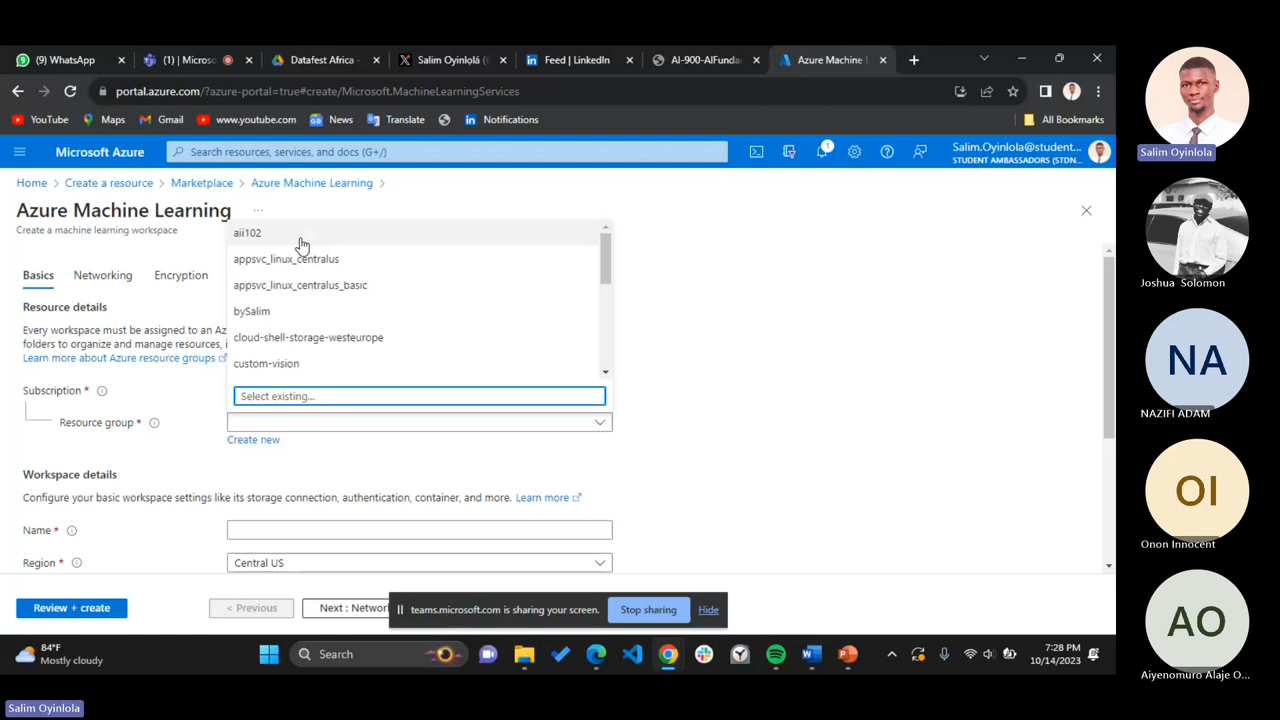 (9) WhatsApp
(1) | Micros
Datafest Africa -
Salim Oyinlọlá (
Feed | LinkedIn
AI-900-AIFunda
Azure Machine L
portal.azure.com/?azure-portal=true#create/Microsoft.MachineLearningServices
YouTube
Maps
Gmail
www.youtube.com
News
Translate
Notifications
All Bookmarks
Microsoft Azure
Search resources, services, and docs (G+/)
1
Salim.Oyinlola@student...
STUDENT AMBASSADORS (STDN...
Home > Create a resource > Marketplace > Azure Machine Learning >
Azure Machine Learning ...
Create a machine learning workspace
Basics
Networking
Encryption
Resource details
Every workspace must be assigned to an Az
folders to organize and manage resources, i
Learn more about Azure resource groups
Subscription *
aii102
appsvc_linux_centralus
appsvc_linux_centralus_basic
bySalim
cloud-shell-storage-westeurope
custom-vision
Select existing...
Resource group *
Create new
Workspace details
Configure your basic workspace settings like its storage connection, authentication, container, and more. Learn more
Name *
Region *
Central US
Review + create
< Previous
Next : Networ
teams.microsoft.com is sharing your screen.
Stop sharing
Hide
84°F
Mostly cloudy
Search
7:28 PM
10/14/2023
Salim Oyinlola
Joshua Solomon
NA
NAZIFI ADAM
OI
Onon Innocent
AO
Aiyenomuro Alaje O...
Salim Oyinlola